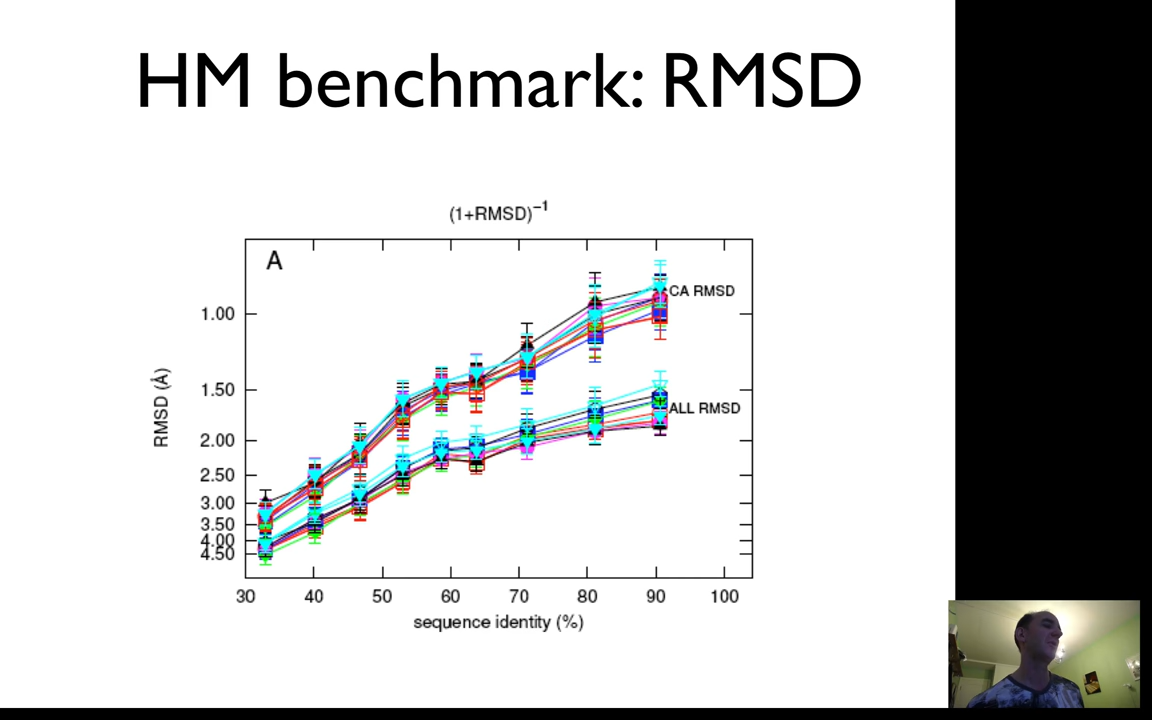 HM benchmark: RMSD
(1+RMSD)⁻¹
A
CA RMSD
ALL RMSD
RMSD (Å)
1.00
1.50
2.00
2.50
3.00
3.50
4.00
4.50
30 40 50 60 70 80 90 100
sequence identity (%)